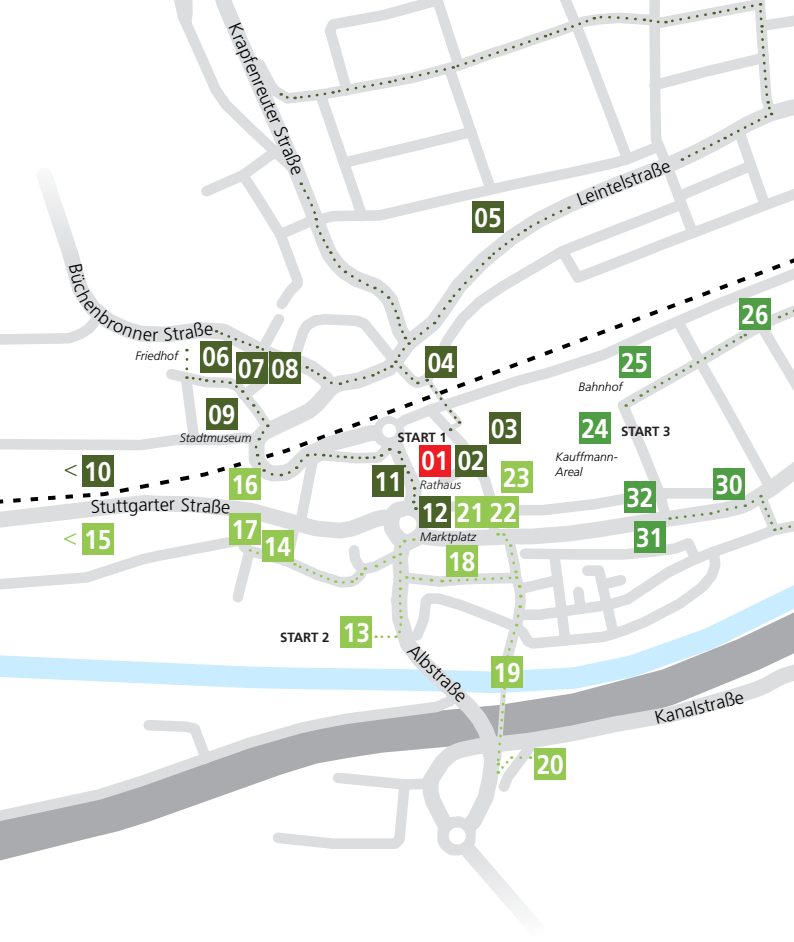 Krapfenreuter Straße
Leintelstraße
05
Büchenbronner Straße
26
Friedhof
06
07
08
04
25
Bahnhof
09
Stadtmuseum
START 1
03
24
START 3
01
02
Kauffmann-
Areal
< 10
16
11
Rathaus
23
32
30
Stuttgarter Straße
12
21
22
< 15
17
14
Marktplatz
31
18
START 2
13
Albstraße
19
Kanalstraße
20